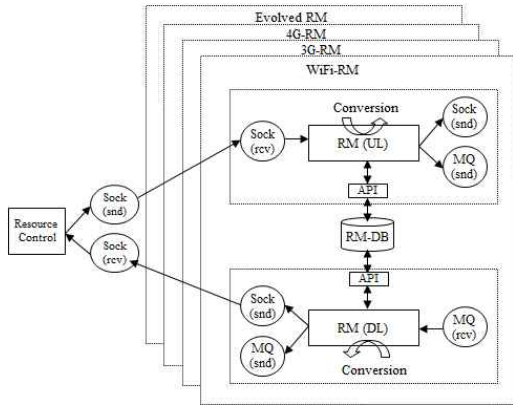 Evolved RM
4G-RM
3G-RM
WiFi-RM
Conversion
Sock
(rcv)
RM (UL)
Sock
(snd)
MQ
(snd)
API
Sock
(snd)
Resource
Control
Sock
(rcv)
RM-DB
API
Sock
(snd)
RM (DL)
MQ
(rcv)
MQ
(snd)
Conversion